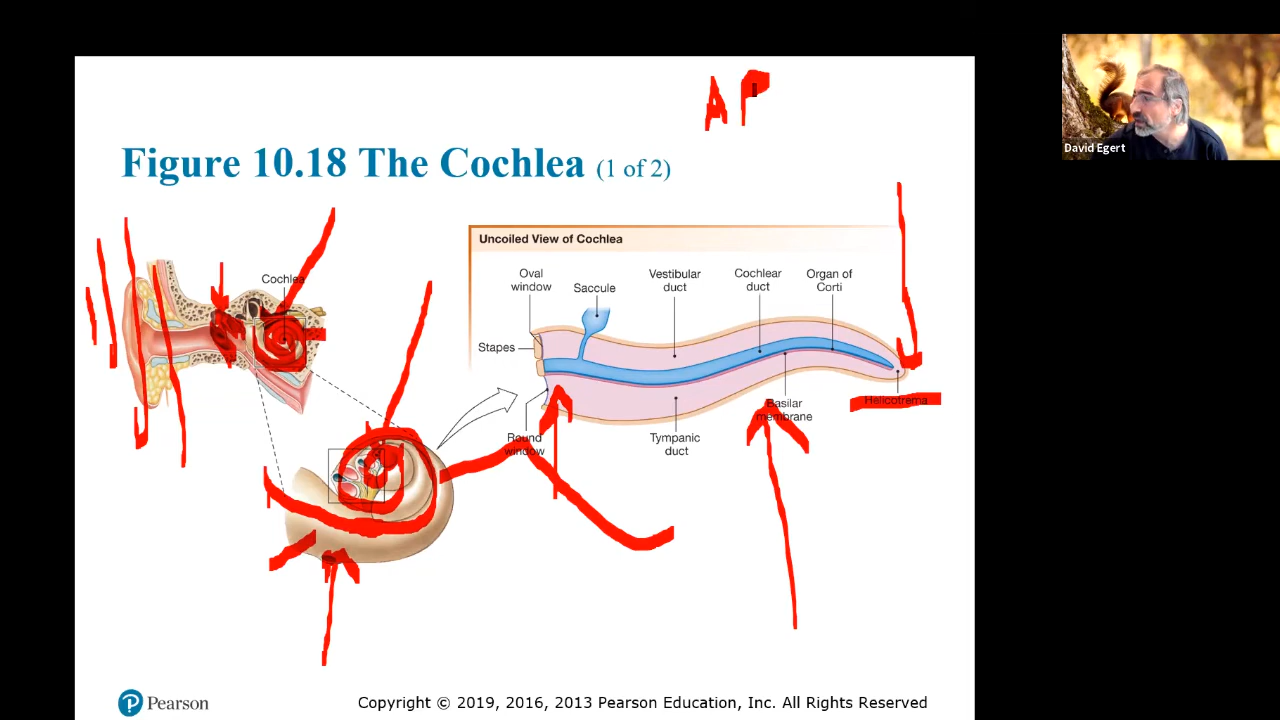 AP
David Egert
Figure 10.18 The Cochlea (1 of 2)
Uncoiled View of Cochlea
Cochlea
Oval
window
Saccule
Vestibular
duct
Cochlear
duct
Organ of
Corti
Stapes
Round
window
Tympanic
duct
Basilar
membrane
Helicotrema
Pearson
Copyright © 2019, 2016, 2013 Pearson Education, Inc. All Rights Reserved